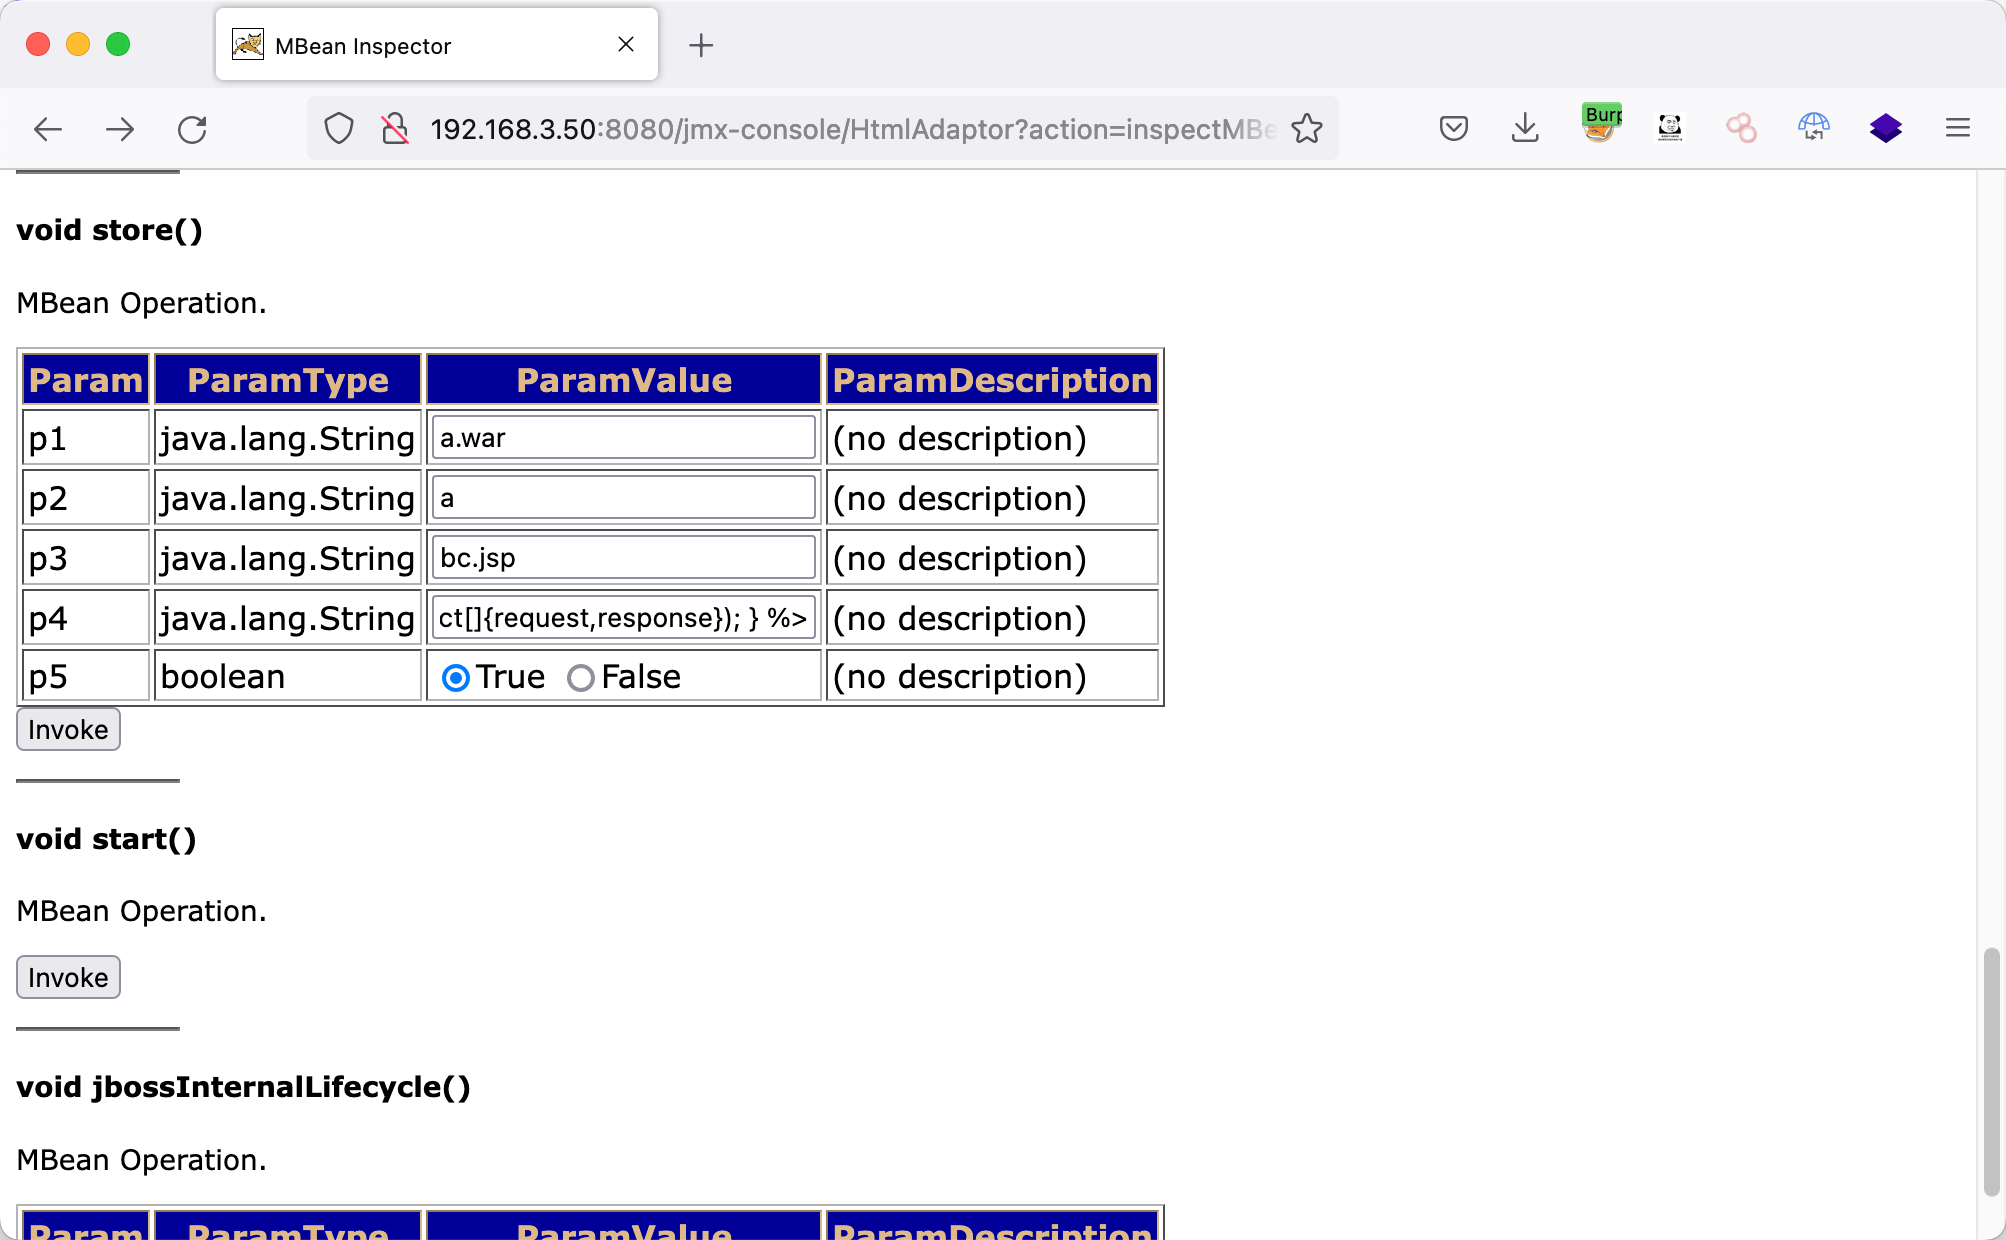 MBean Inspector
192.168.3.50:8080/jmx-console/HtmlAdaptor?action=inspectMBe
Burp
void store()
MBean Operation.
Param ParamType ParamValue ParamDescription
p1 java.lang.String a.war (no description)
p2 java.lang.String a (no description)
p3 java.lang.String bc.jsp (no description)
p4 java.lang.String ct[]{request,response}); } %> (no description)
p5 boolean True False (no description)
Invoke
void start()
MBean Operation.
Invoke
void jbossInternalLifecycle()
MBean Operation.
Param ParamType ParamValue ParamDescription